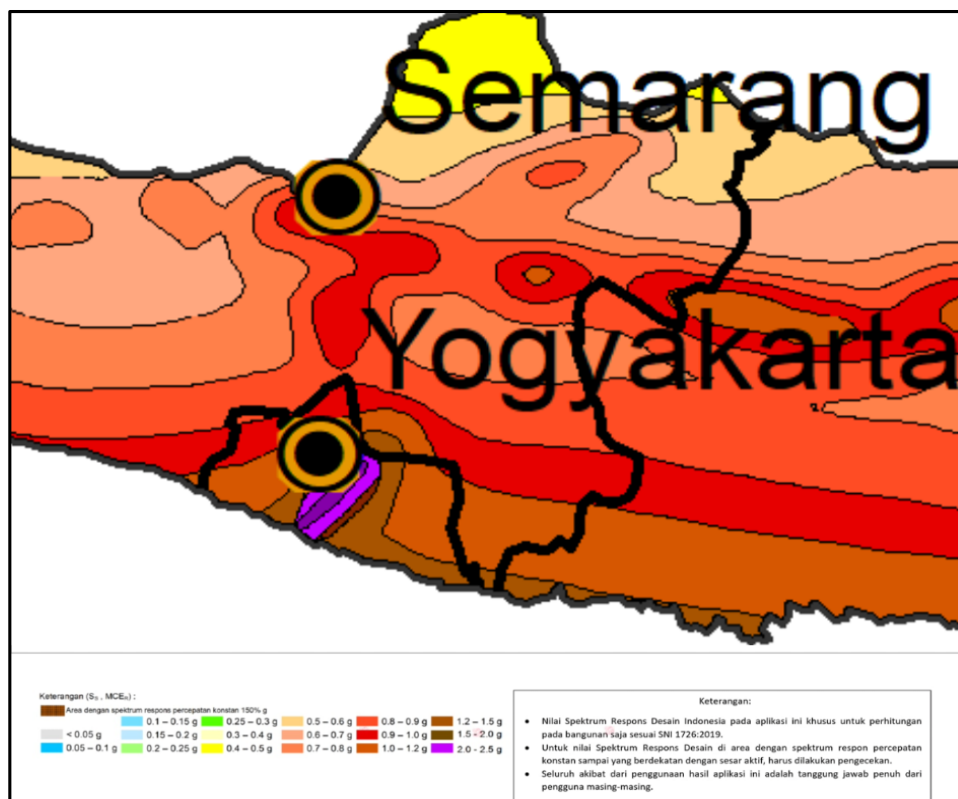 Semarang
Yogyakarta
Keterangan (Sₛ , MCEᵣ) :
Area dengan spektrum respons percepatan konstan 150% g
< 0.05 g
0.05 - 0.1 g
0.1 - 0.15 g
0.15 - 0.2 g
0.2 - 0.25 g
0.25 - 0.3 g
0.3 - 0.4 g
0.4 - 0.5 g
0.5 - 0.6 g
0.6 - 0.7 g
0.7 - 0.8 g
0.8 - 0.9 g
0.9 - 1.0 g
1.0 - 1.2 g
1.2 - 1.5 g
1.5 - 2.0 g
2.0 - 2.5 g
Keterangan:
• Nilai Spektrum Respons Desain Indonesia pada aplikasi ini khusus untuk perhitungan
pada bangunan saja sesuai SNI 1726:2019.
• Untuk nilai Spektrum Respons Desain di area dengan spektrum respon percepatan
konstan sampai yang berdekatan dengan sesar aktif, harus dilakukan pengecekan.
• Seluruh akibat dari penggunaan hasil aplikasi ini adalah tanggung jawab penuh dari
pengguna masing-masing.